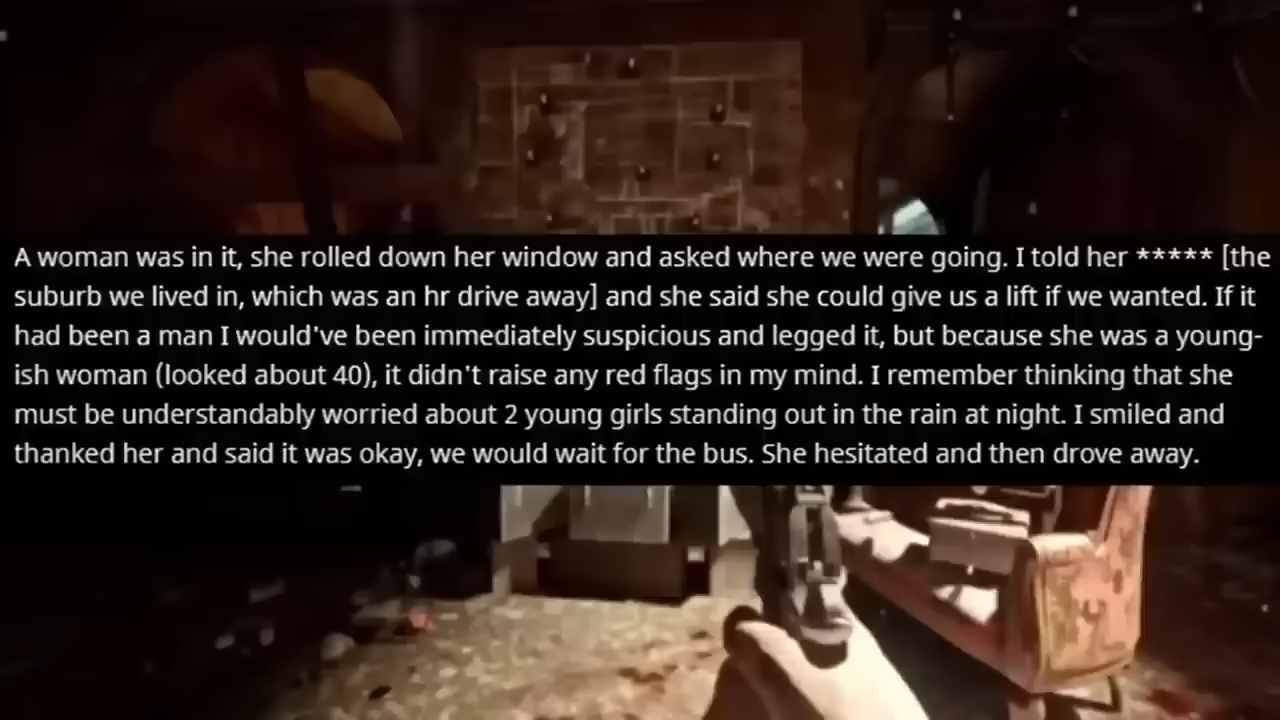 A woman was in it, she rolled down her window and asked where we were going. I told her ***** [the
suburb we lived in, which was an hr drive away] and she said she could give us a lift if we wanted. If it
had been a man I would've been immediately suspicious and legged it, but because she was a young-
ish woman (looked about 40), it didn't raise any red flags in my mind. I remember thinking that she
must be understandably worried about 2 young girls standing out in the rain at night. I smiled and
thanked her and said it was okay, we would wait for the bus. She hesitated and then drove away.